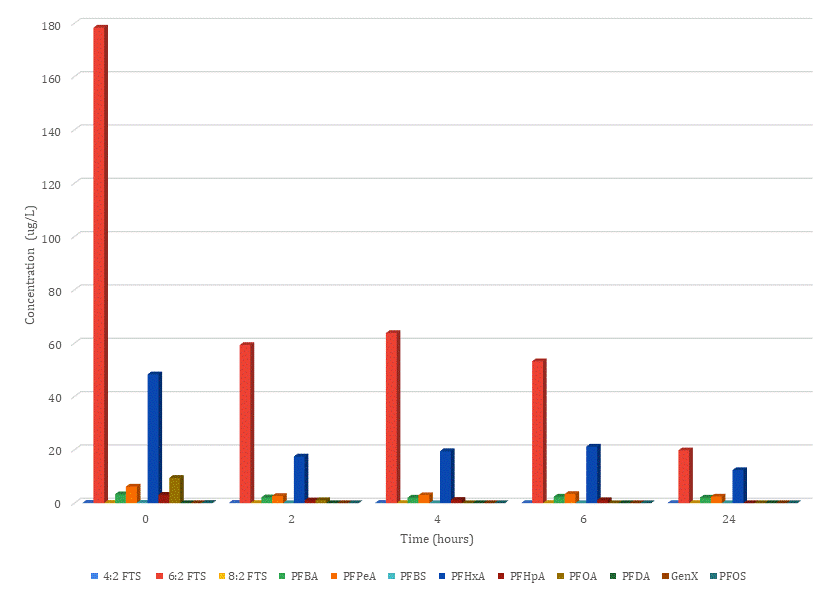 180
160
140
120
100
80
60
40
20
0
Concentration (ug/L)
0 2 4 6 24
Time (hours)
4:2 FTS 6:2 FTS 8:2 FTS PFBA PFPeA PFBS PFHxA PFHpA PFOA PFDA GenX PFOS